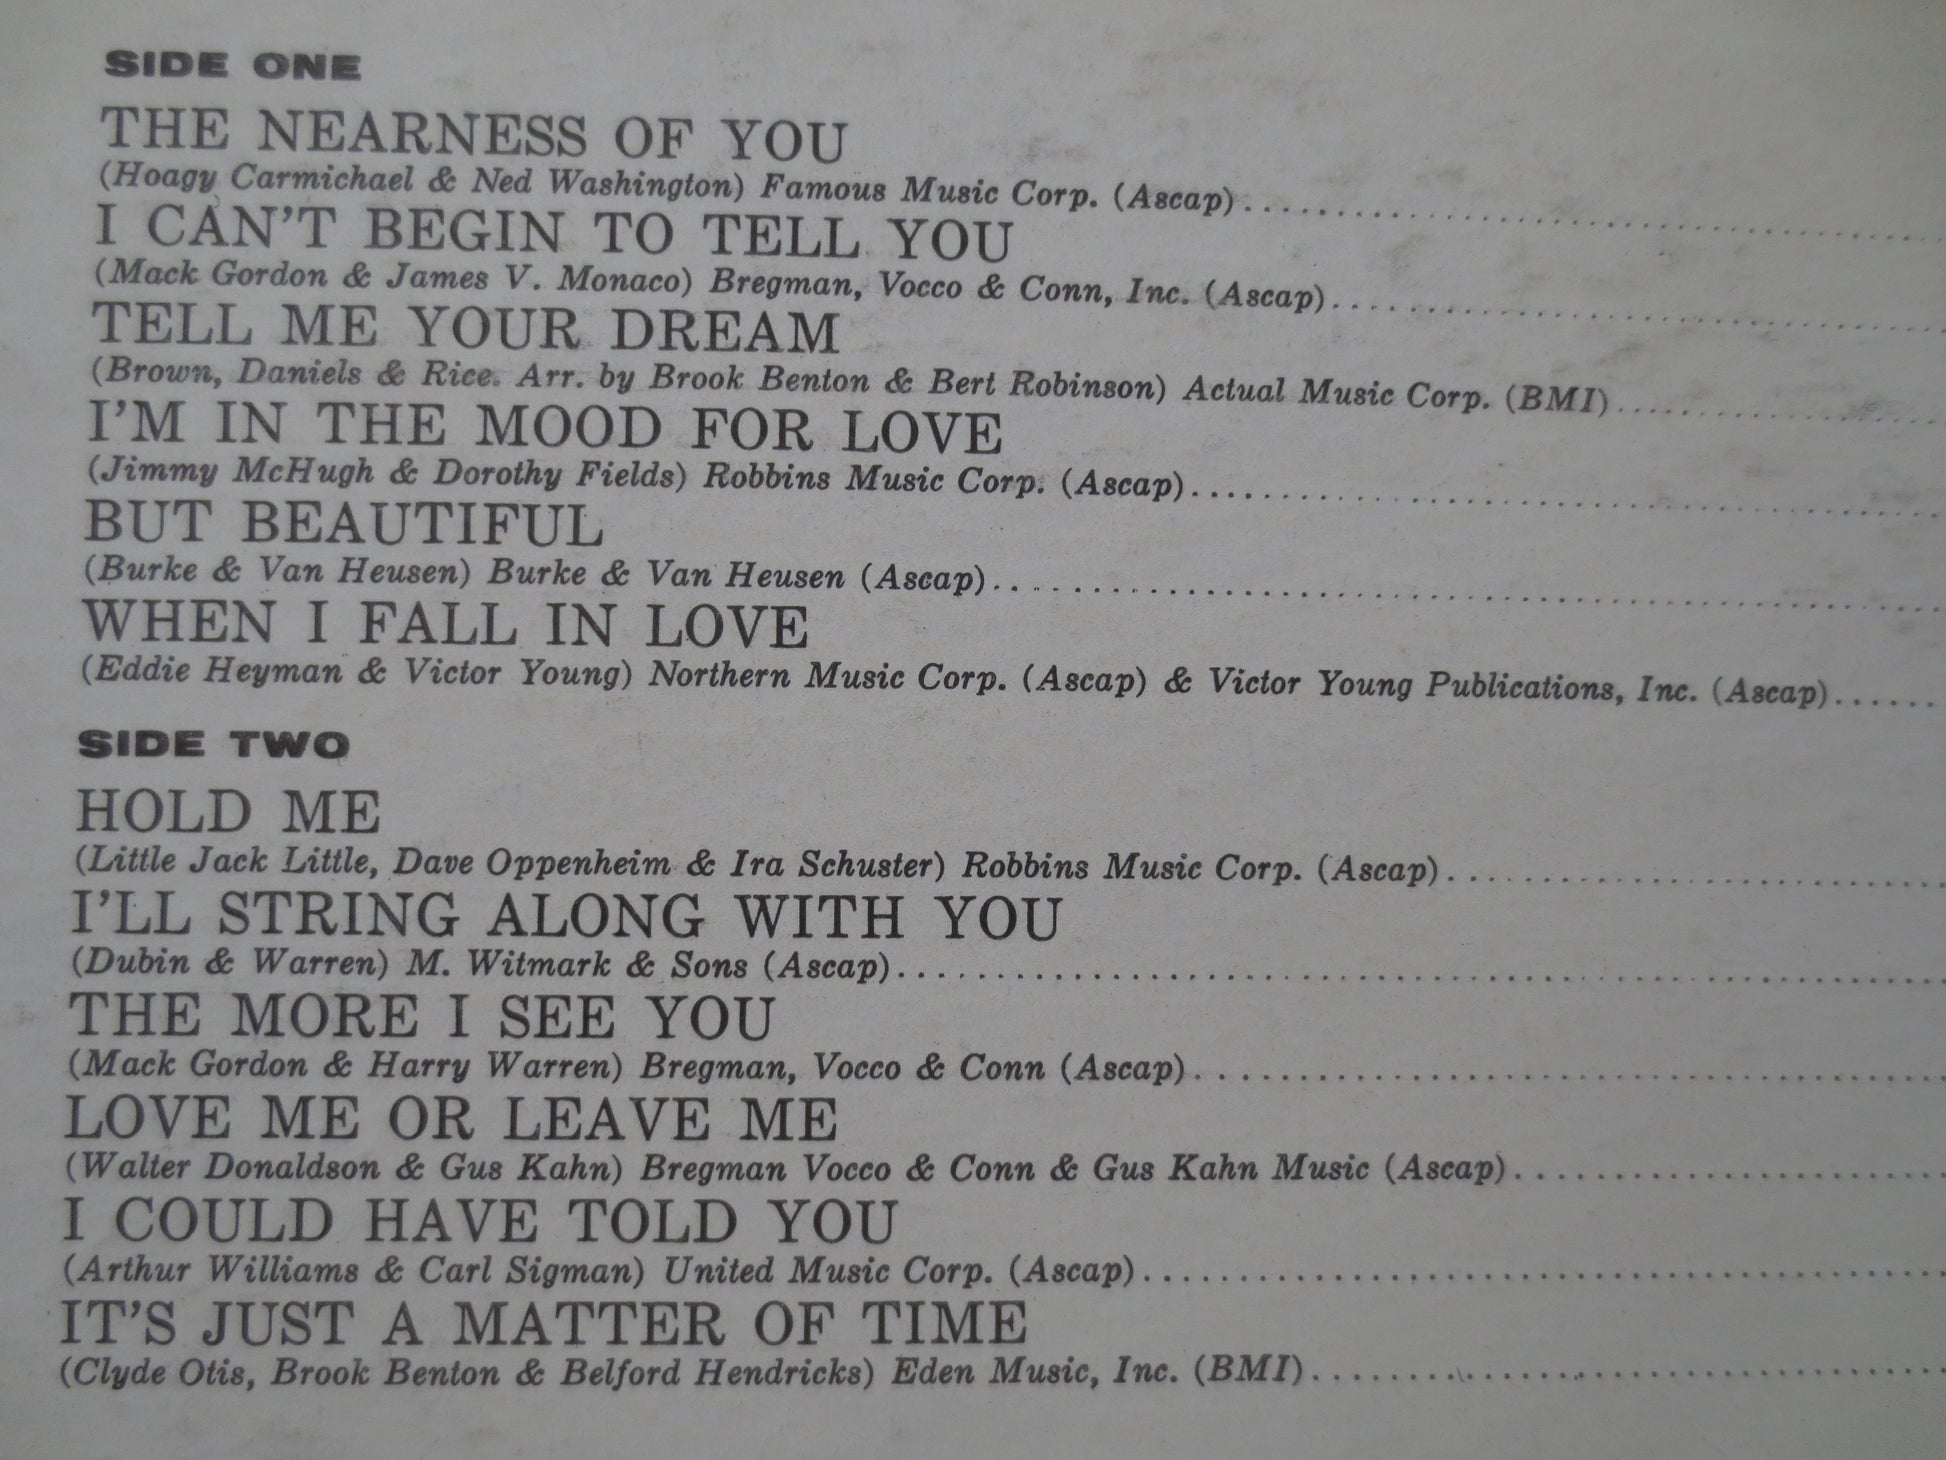 SIDE ONE
THE NEARNESS OF YOU
(Hoagy Carmichael & Ned Washington) Famous Music Corp. (Ascap)
I CAN'T BEGIN TO TELL YOU
(Mack Gordon & James V. Monaco) Bregman, Vocco & Conn, Inc. (Ascap)
TELL ME YOUR DREAM
(Brown, Daniels & Rice. Arr. by Brook Benton & Bert Robinson) Actual Music Corp. (BMI)
I'M IN THE MOOD FOR LOVE
(Jimmy McHugh & Dorothy Fields) Robbins Music Corp. (Ascap)
BUT BEAUTIFUL
(Burke & Van Heusen) Burke & Van Heusen (Ascap)
WHEN I FALL IN LOVE
(Eddie Heyman & Victor Young) Northern Music Corp. (Ascap) & Victor Young Publications, Inc. (Ascap)
SIDE TWO
HOLD ME
(Little Jack Little, Dave Oppenheim & Ira Schuster) Robbins Music Corp. (Ascap)
I'LL STRING ALONG WITH YOU
(Dubin & Warren) M. Witmark & Sons (Ascap)
THE MORE I SEE YOU
(Mack Gordon & Harry Warren) Bregman, Vocco & Conn (Ascap)
LOVE ME OR LEAVE ME
(Walter Donaldson & Gus Kahn) Bregman Vocco & Conn & Gus Kahn Music (Ascap)
I COULD HAVE TOLD YOU
(Arthur Williams & Carl Sigman) United Music Corp. (Ascap)
IT'S JUST A MATTER OF TIME
(Clyde Otis, Brook Benton & Belford Hendricks) Eden Music, Inc. (BMI)